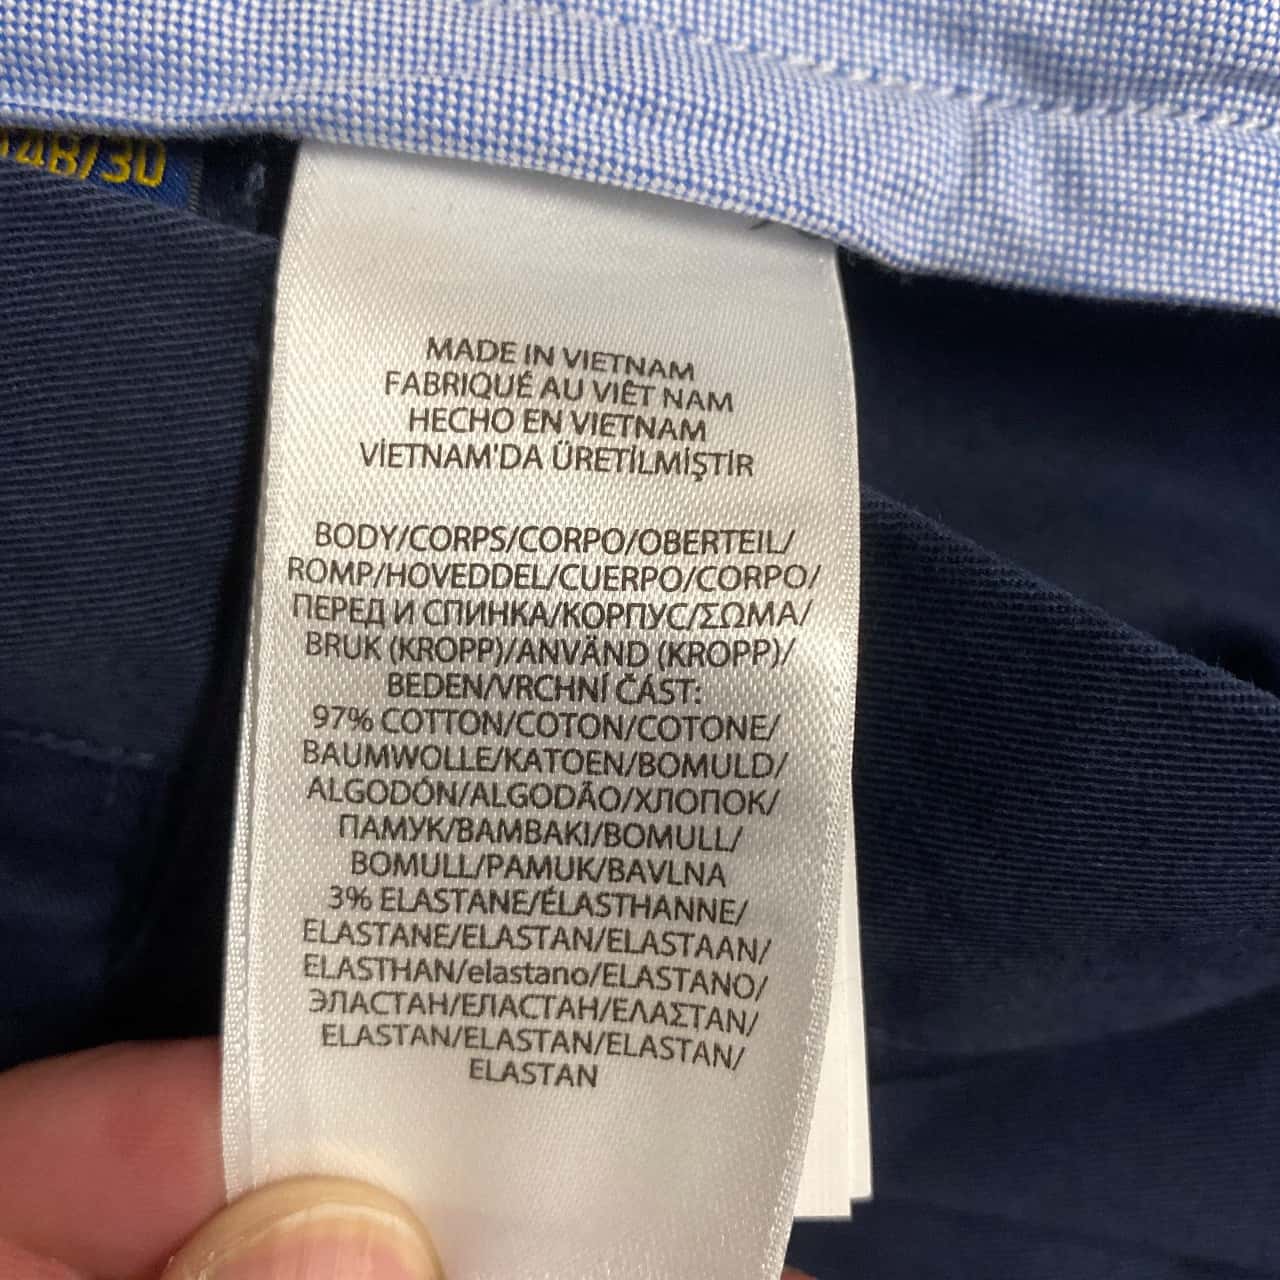 48/30
MADE IN VIETNAM
FABRIQUÉ AU VIÊT NAM
HECHO EN VIETNAM
VİETNAM'DA ÜRETİLMİŞTİR
BODY/CORPS/CORPO/OBERTEIL/
ROMP/HOVEDDEL/CUERPO/CORPO/
ПЕРЕД И СПИНКА/КОРПУС/ΣΩΜΑ/
BRUK (KROPP)/ANVÄND (KROPP)/
BEDEN/VRCHNÍ ČÁST:
97% COTTON/COTON/COTONE/
BAUMWOLLE/KATOEN/BOMULD/
ALGODÓN/ALGODÃO/ХЛОПОК/
ПАМУК/ΒΑΜΒΑΚΙ/BOMULL/
BOMULL/PAMUK/BAVLNA
3% ELASTANE/ÉLASTHANNE/
ELASTANE/ELASTAN/ELASTAAN/
ELASTHAN/elastano/ELASTANO/
ЭЛАСТАН/ЕЛАСТАН/ΕΛΑΣΤΑΝ/
ELASTAN/ELASTAN/ELASTAN/
ELASTAN